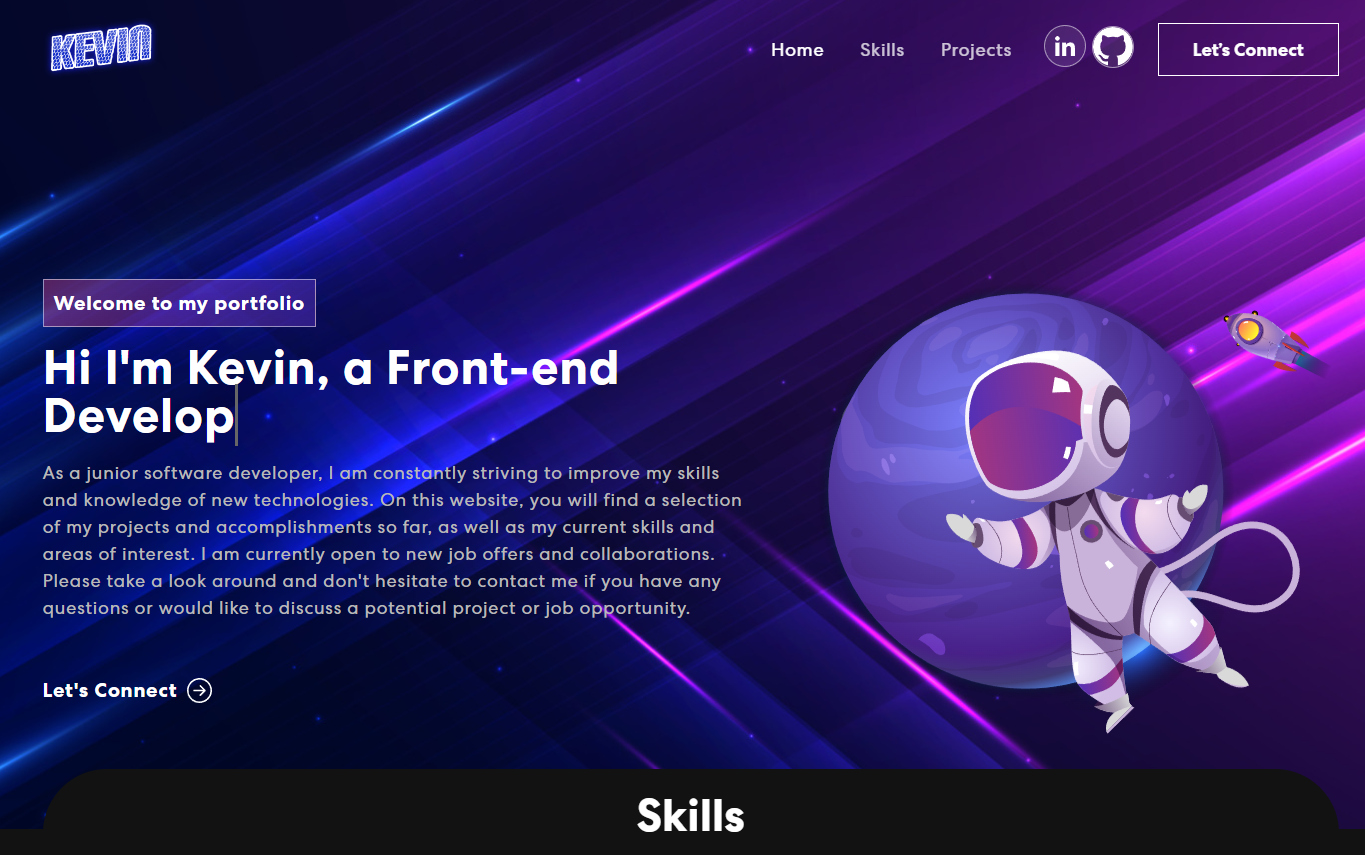 KEVIN
Home Skills Projects in Let's Connect
Welcome to my portfolio
Hi I'm Kevin, a Front-end
Develop
As a junior software developer, I am constantly striving to improve my skills
and knowledge of new technologies. On this website, you will find a selection
of my projects and accomplishments so far, as well as my current skills and
areas of interest. I am currently open to new job offers and collaborations.
Please take a look around and don't hesitate to contact me if you have any
questions or would like to discuss a potential project or job opportunity.
Let's Connect
Skills